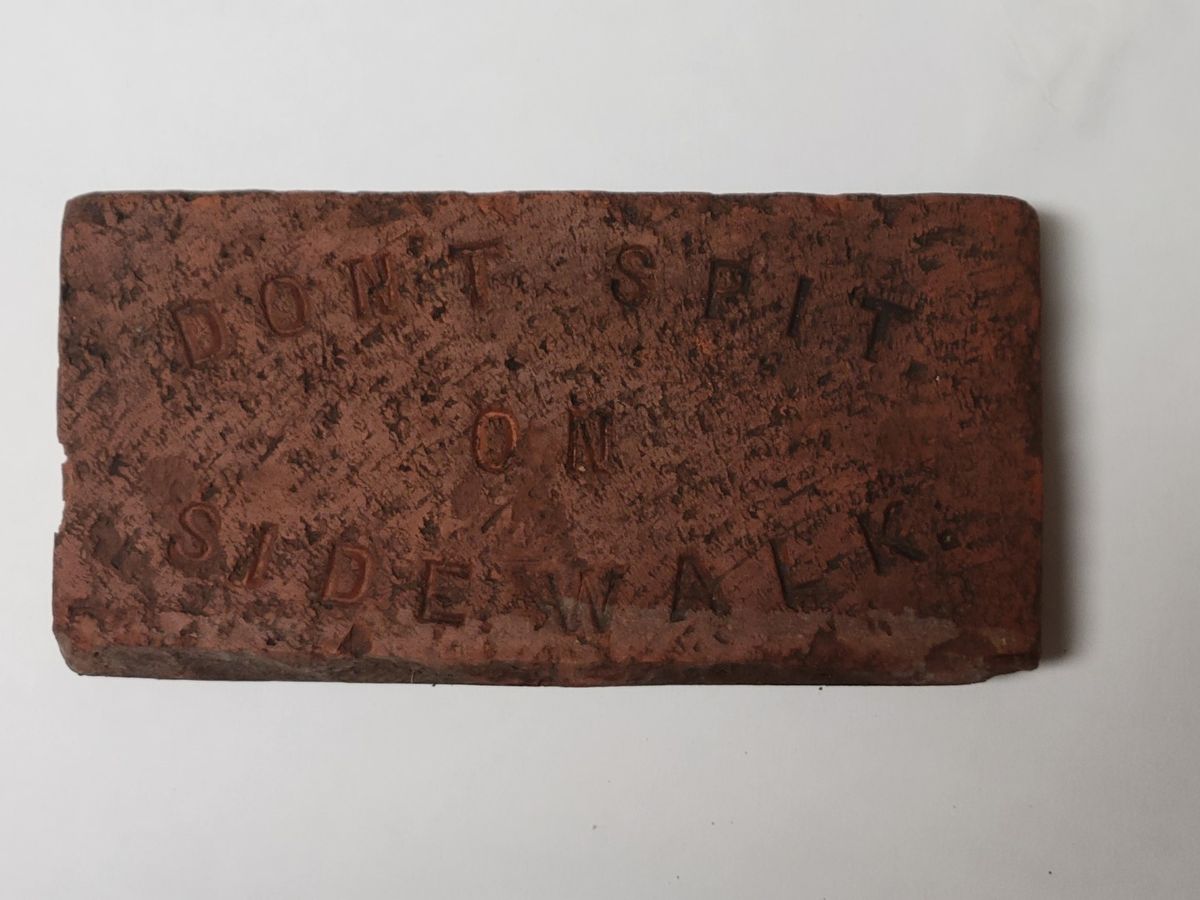 DON'T SPIT
ON
SIDEWALK.